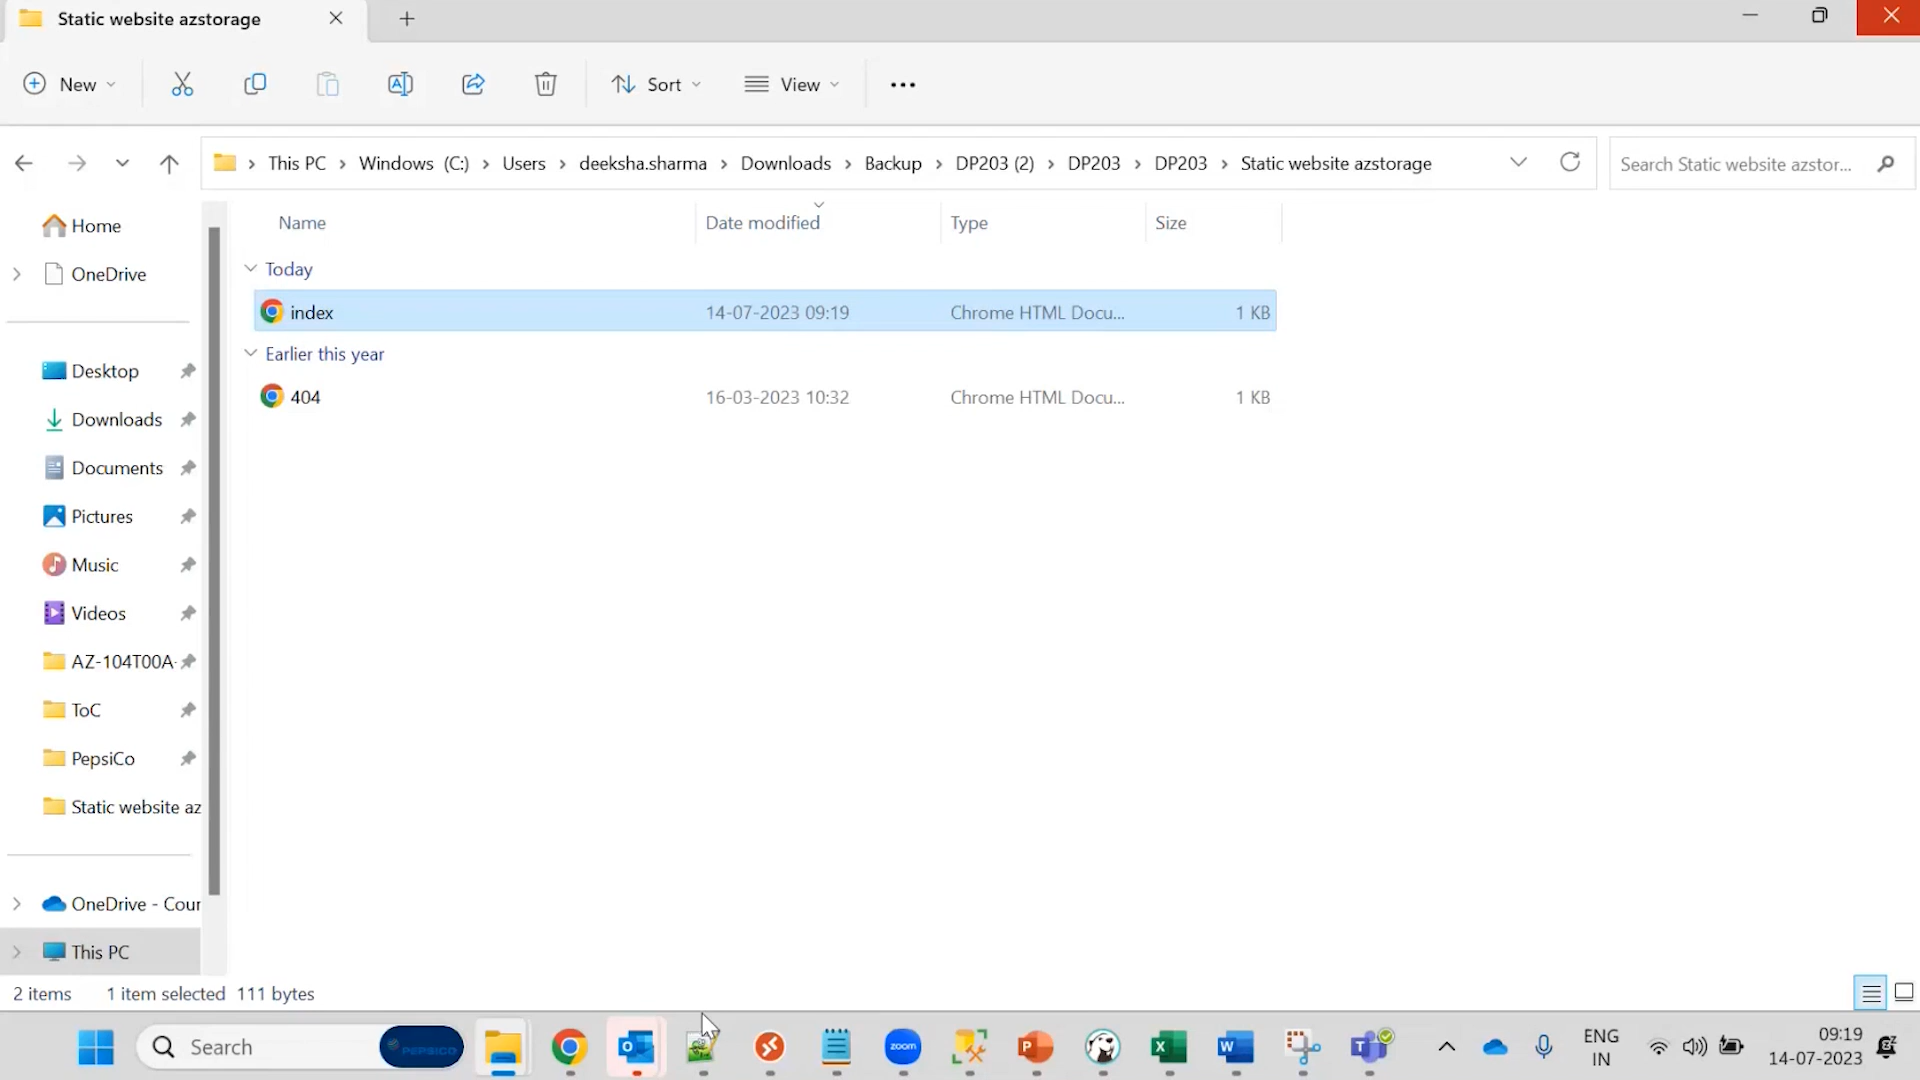 Static website azstorage
New
Sort
View
This PC > Windows (C:) > Users > deeksha.sharma > Downloads > Backup > DP203 (2) > DP203 > DP203 > Static website azstorage
Search Static website azstor...
Home
OneDrive
Desktop
Downloads
Documents
Pictures
Music
Videos
AZ-104T00A-
ToC
PepsiCo
Static website az
OneDrive - Cour
This PC
Name Date modified Type Size
Today
index 14-07-2023 09:19 Chrome HTML Docu... 1 KB
Earlier this year
404 16-03-2023 10:32 Chrome HTML Docu... 1 KB
2 items 1 item selected 111 bytes
Search
PEPSICO
zoom
ENG
IN
09:19
14-07-2023